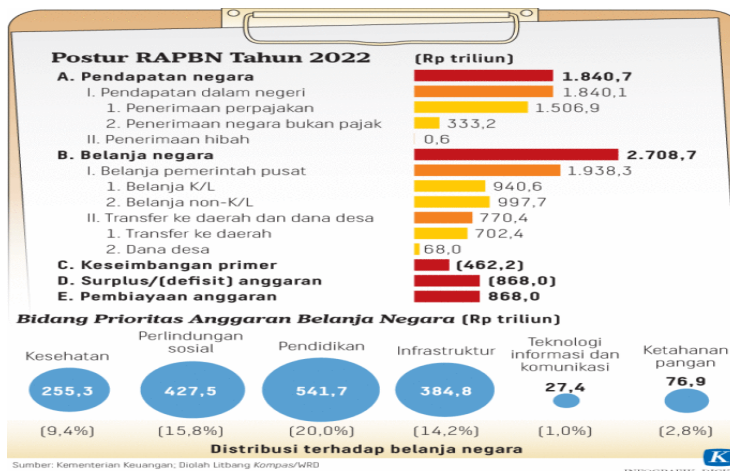 Postur RAPBN Tahun 2022 (Rp triliun)
A. Pendapatan negara 1.840,7
I. Pendapatan dalam negeri 1.840,1
1. Penerimaan perpajakan 1.506,9
2. Penerimaan negara bukan pajak 333,2
II. Penerimaan hibah 0,6
B. Belanja negara 2.708,7
I. Belanja pemerintah pusat 1.938,3
1. Belanja K/L 940,6
2. Belanja non-K/L 997,7
II. Transfer ke daerah dan dana desa 770,4
1. Transfer ke daerah 702,4
2. Dana desa 68,0
C. Keseimbangan primer (462,2)
D. Surplus/(defisit) anggaran (868,0)
E. Pembiayaan anggaran 868,0
Bidang Prioritas Anggaran Belanja Negara (Rp triliun)
Kesehatan
255,3
(9,4%)
Perlindungan
sosial
427,5
(15,8%)
Pendidikan
541,7
(20,0%)
Infrastruktur
384,8
(14,2%)
Teknologi
informasi dan
komunikasi
27,4
(1,0%)
Ketahanan
pangan
76,9
(2,8%)
Distribusi terhadap belanja negara
K
Sumber: Kementerian Keuangan; Diolah Litbang Kompas/WRD